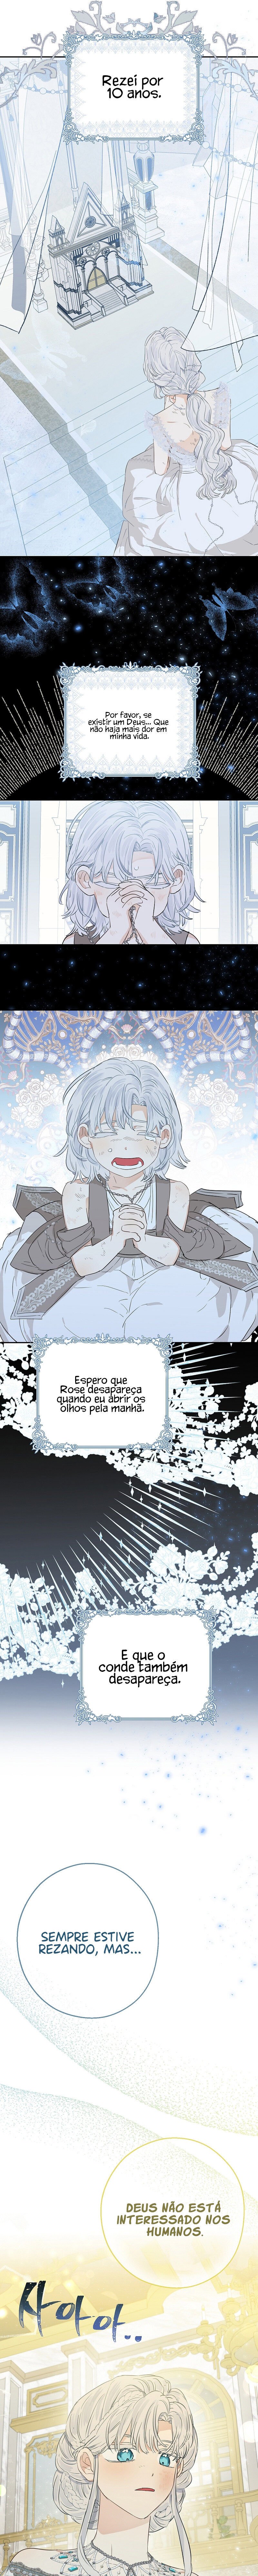 Rezei por
10 anos.
Por favor, se
existir um Deus... Que
não haja mais dor em
minha vida.
Espero que
Rose desapareça
quando eu abrir os
olhos pela manhã.
E que o
conde também
desapareça.
SEMPRE ESTIVE
REZANDO, MAS...
DEUS NÃO ESTÁ
INTERESSADO NOS
HUMANOS.
사아아..